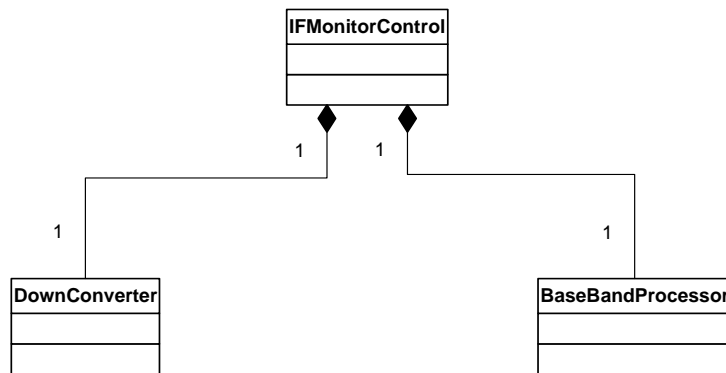 IFMonitorControl
1
1
1
1
DownConverter
BaseBandProcessor